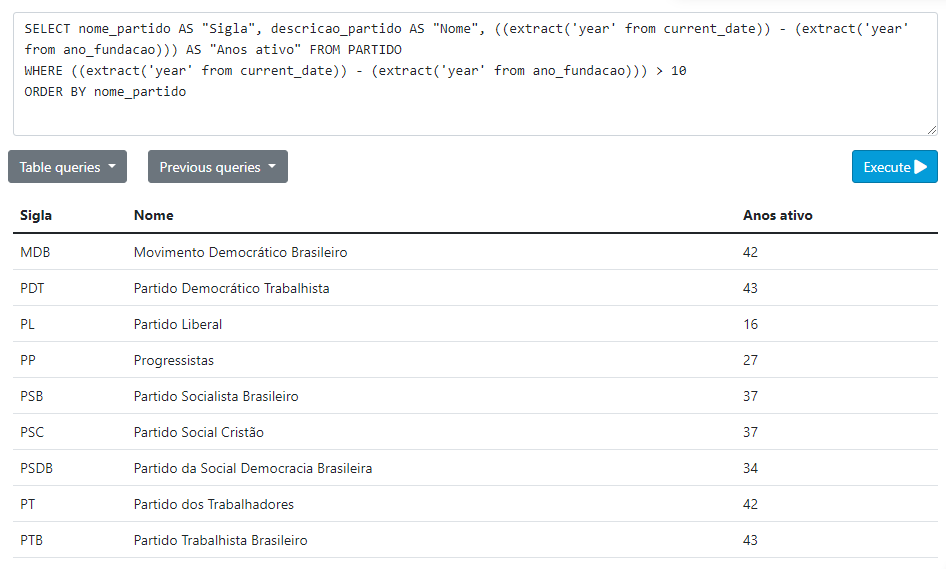 SELECT nome_partido AS "Sigla", descricao_partido AS "Nome", ((extract('year' from current_date)) - (extract('year'
from ano_fundacao))) AS "Anos ativo" FROM PARTIDO
WHERE ((extract('year' from current_date)) - (extract('year' from ano_fundacao))) > 10
ORDER BY nome_partido
Table queries Previous queries Execute
Sigla Nome Anos ativo
MDB Movimento Democrático Brasileiro 42
PDT Partido Democrático Trabalhista 43
PL Partido Liberal 16
PP Progressistas 27
PSB Partido Socialista Brasileiro 37
PSC Partido Social Cristão 37
PSDB Partido da Social Democracia Brasileira 34
PT Partido dos Trabalhadores 42
PTB Partido Trabalhista Brasileiro 43